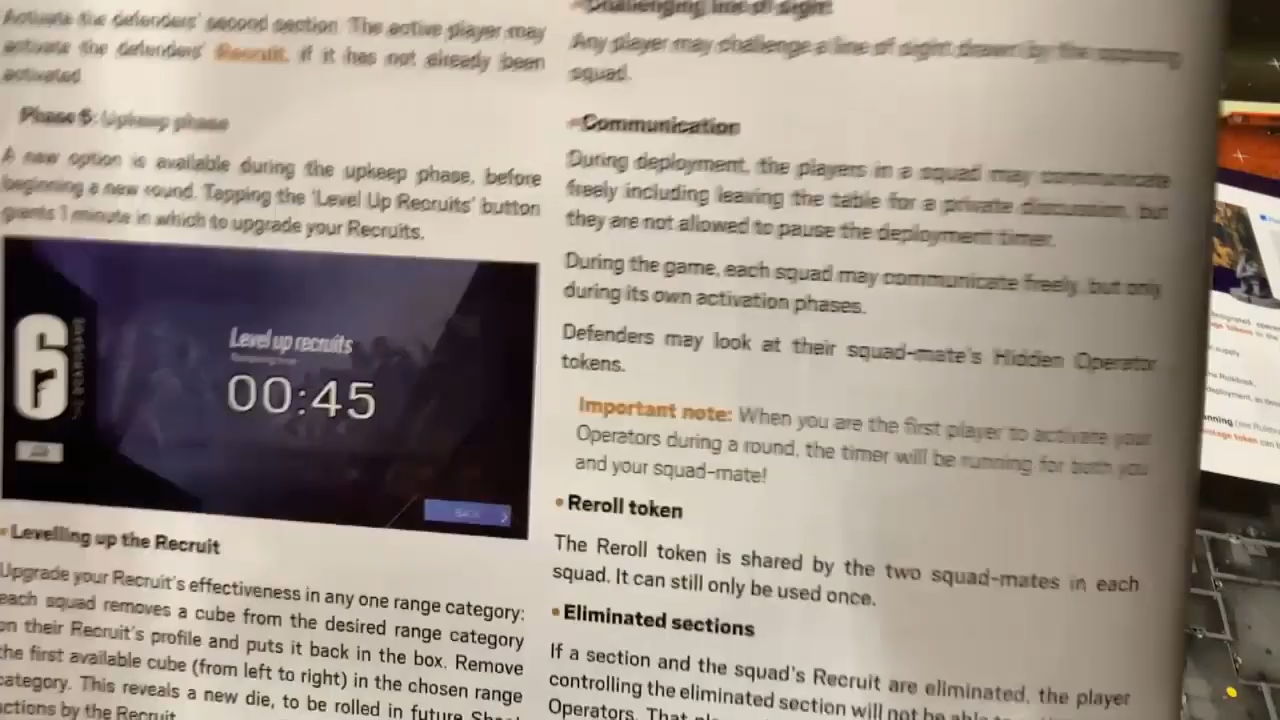 Activate the defenders' second section. The active player may
activate the defenders' Recruit, if it has not already been
activated.
Phase 5: Upkeep phase
A new option is available during the upkeep phase, before
beginning a new round. Tapping the 'Level Up Recruits' button
grants 1 minute in which to upgrade your Recruits.
Level up recruits
00:45
BACK
• Levelling up the Recruit
Upgrade your Recruit's effectiveness in any one range category:
each squad removes a cube from the desired range category
on their Recruit's profile and puts it back in the box. Remove
the first available cube (from left to right) in the chosen range
category. This reveals a new die, to be rolled in future
actions by the Recruit.
• Challenging line of sight
Any player may challenge a line of sight drawn by the opposing
squad.
• Communication
During deployment, the players in a squad may communicate
freely including leaving the table for a private discussion, but
they are not allowed to pause the deployment timer.
During the game, each squad may communicate freely, but only
during its own activation phases.
Defenders may look at their squad-mate's Hidden Operator
tokens.
Important note: When you are the first player to activate your
Operators during a round, the timer will be running for both you
and your squad-mate!
• Reroll token
The Reroll token is shared by the two squad-mates in each
squad. It can still only be used once.
• Eliminated sections
If a section and the squad's Recruit are eliminated, the player
controlling the eliminated section will not be able
Operators. That